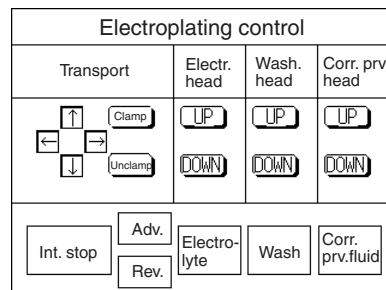 Electroplating control
Transport
Electr.
head
Wash.
head
Corr. prv
head
↑
Clamp
UP
UP
UP
←
→
↓
Unclamp
DOWN
DOWN
DOWN
Int. stop
Adv.
Rev.
Electro-
lyte
Wash
Corr.
prv.fluid